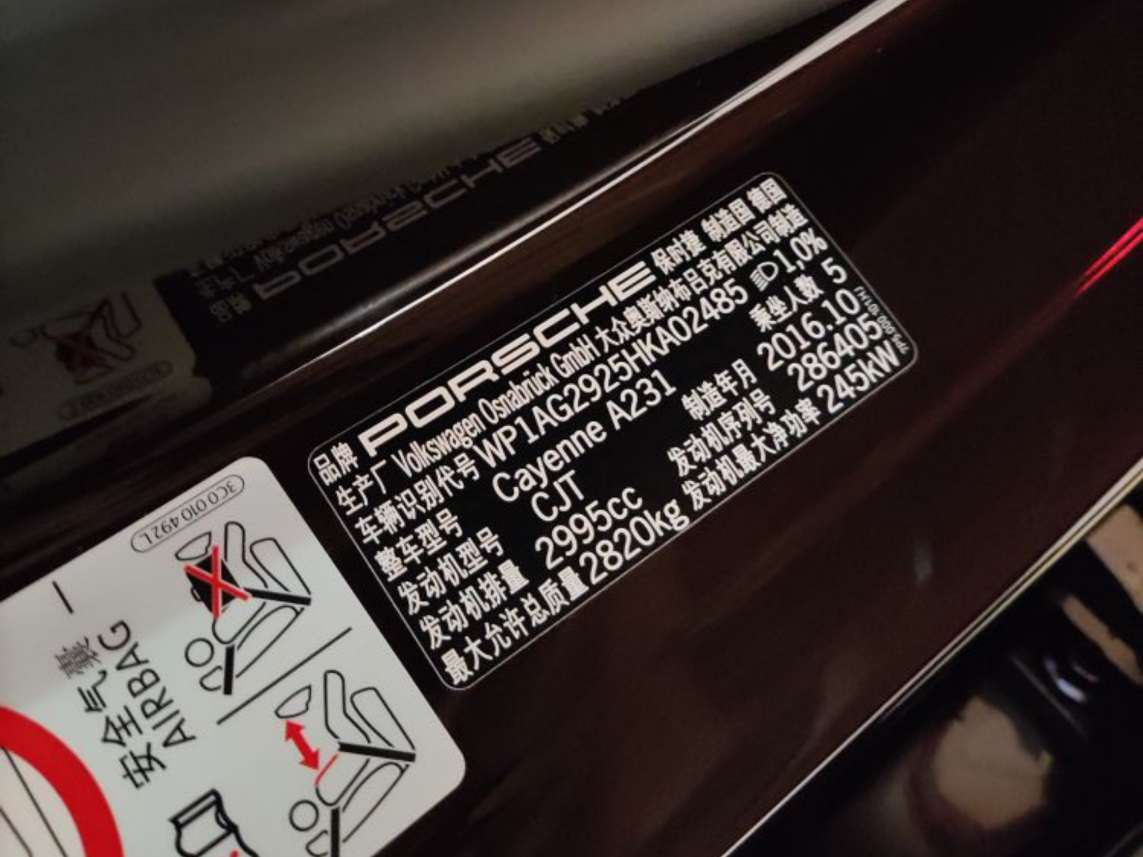 品牌 PORSCHE 保时捷 制造国 德国
生产厂 Volkswagen Osnabrück GmbH 大众奥斯纳布吕克有限公司制造
车辆识别代号 WP1AG2925HKA02485 1,0%
整车型号 Cayenne A231 乘坐人数 5
发动机型号 CJT 制造年月 2016.10
发动机排量 2995cc 发动机序列号 286405
最大允许总质量 2820kg 发动机最大净功率 245kW
3C0010492L
安全气囊
AIRBAG
PORSCHE